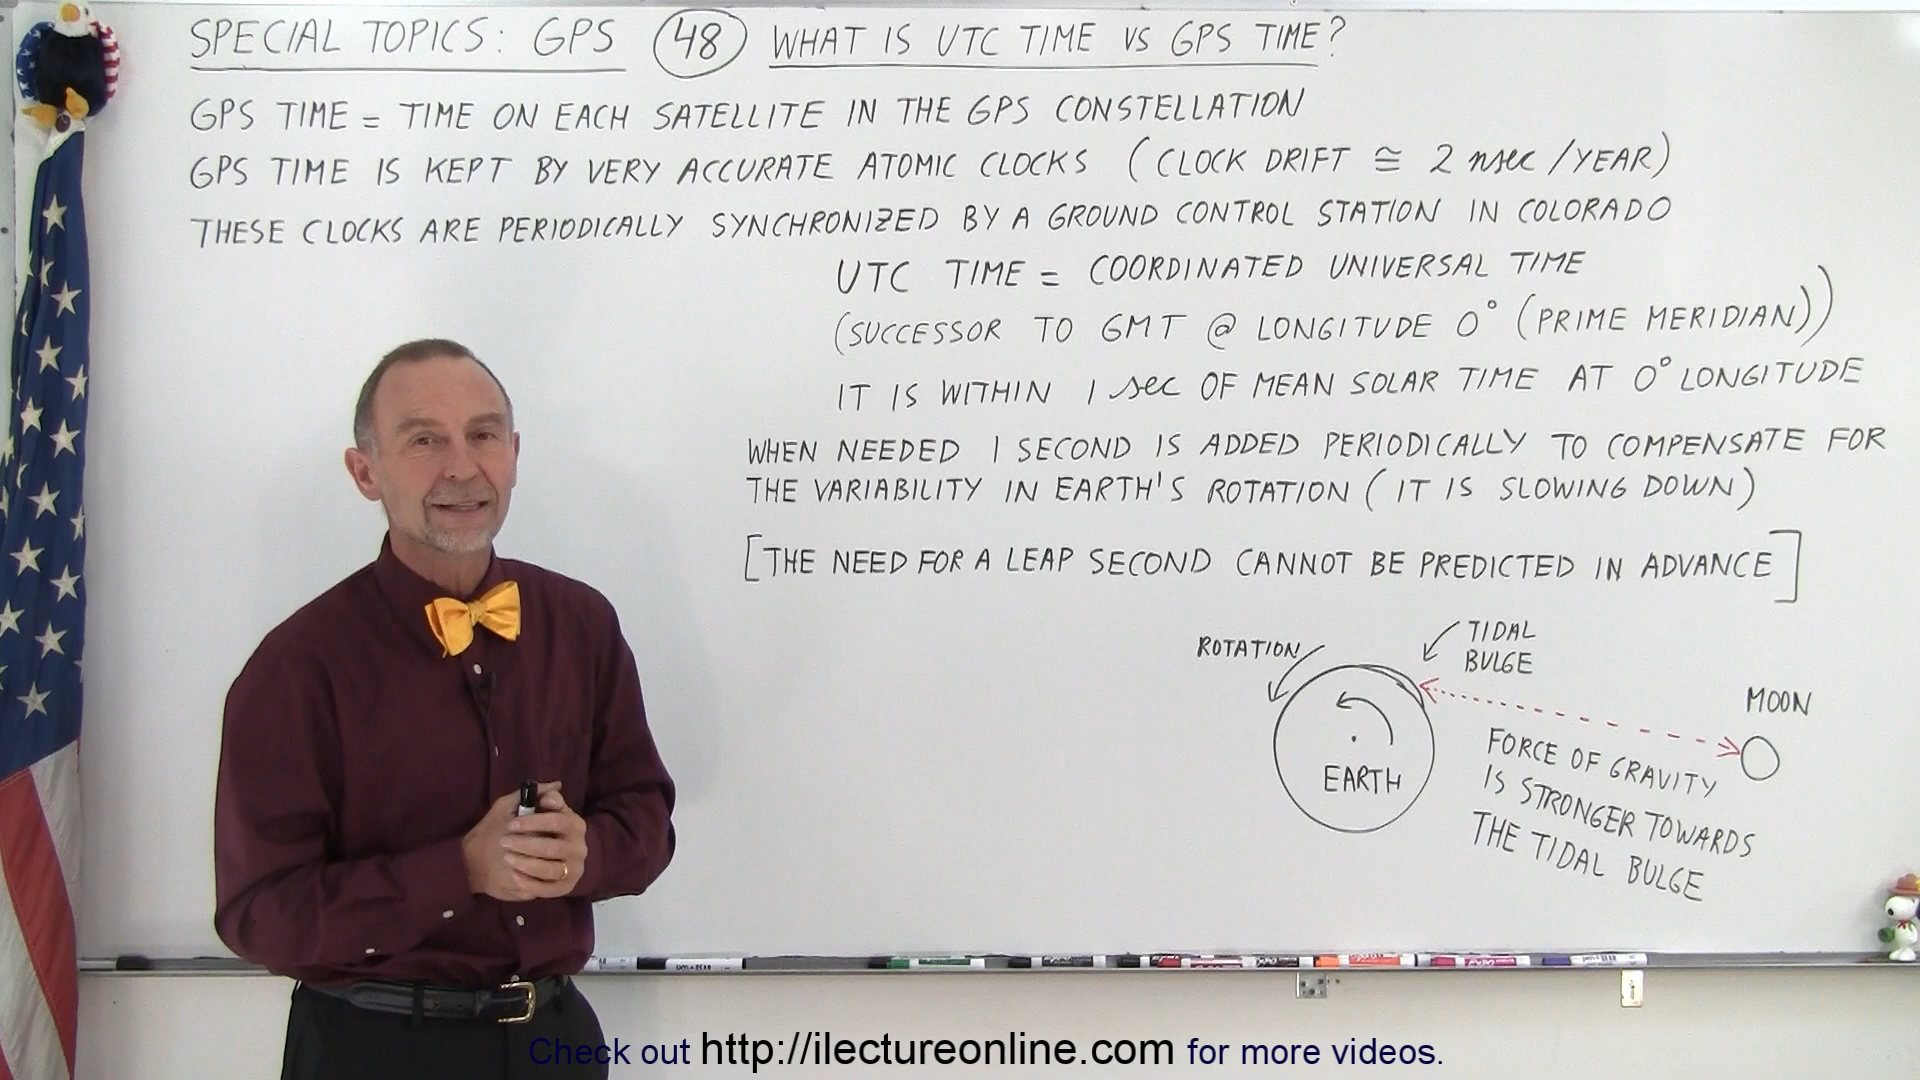 SPECIAL TOPICS: GPS 48 WHAT IS UTC TIME VS GPS TIME?
GPS TIME = TIME ON EACH SATELLITE IN THE GPS CONSTELLATION
GPS TIME IS KEPT BY VERY ACCURATE ATOMIC CLOCKS (CLOCK DRIFT ≅ 2 nsec/YEAR)
THESE CLOCKS ARE PERIODICALLY SYNCHRONIZED BY A GROUND CONTROL STATION IN COLORADO
UTC TIME = COORDINATED UNIVERSAL TIME
(SUCCESSOR TO GMT @ LONGITUDE 0° (PRIME MERIDIAN))
IT IS WITHIN 1 sec OF MEAN SOLAR TIME AT 0° LONGITUDE
WHEN NEEDED 1 SECOND IS ADDED PERIODICALLY TO COMPENSATE FOR
THE VARIABILITY IN EARTH'S ROTATION (IT IS SLOWING DOWN)
[THE NEED FOR A LEAP SECOND CANNOT BE PREDICTED IN ADVANCE]
ROTATION
TIDAL
BULGE
MOON
EARTH
FORCE OF GRAVITY
IS STRONGER TOWARDS
THE TIDAL BULGE
Check out http://ilectureonline.com for more videos.